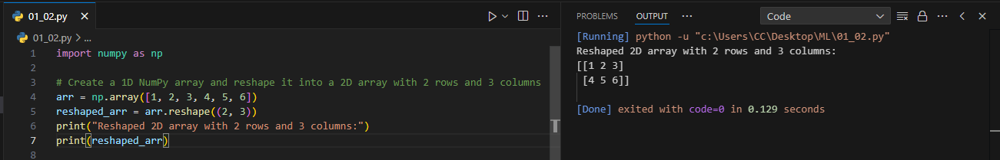 01_02.py
01_02.py > ...
1 import numpy as np
2
3 # Create a 1D NumPy array and reshape it into a 2D array with 2 rows and 3 columns
4 arr = np.array([1, 2, 3, 4, 5, 6])
5 reshaped_arr = arr.reshape((2, 3))
6 print("Reshaped 2D array with 2 rows and 3 columns:")
7 print(reshaped_arr)
8
PROBLEMS OUTPUT ... Code
[Running] python -u "c:\Users\CC\Desktop\ML\01_02.py"
Reshaped 2D array with 2 rows and 3 columns:
[[1 2 3]
 [4 5 6]]
[Done] exited with code=0 in 0.129 seconds